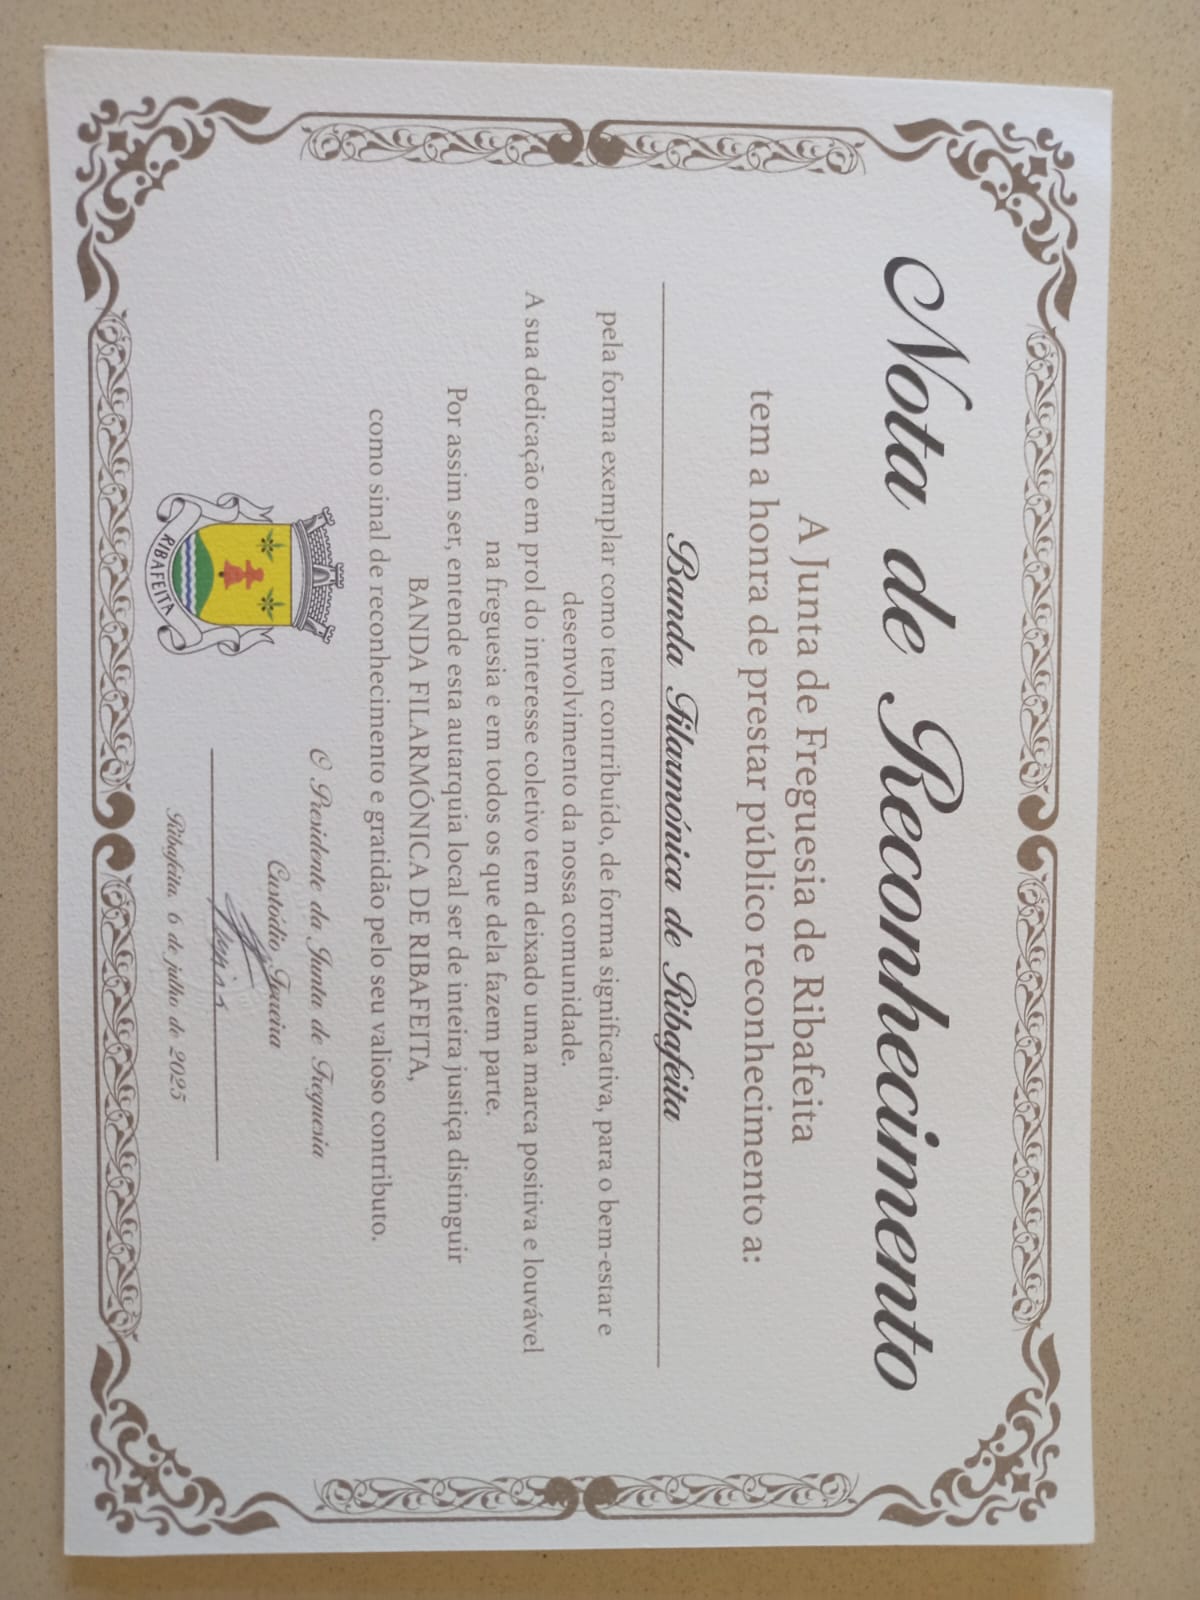 Nota de Reconhecimento
A Junta de Freguesia de Ribafeita
tem a honra de prestar público reconhecimento a:
Banda Filarmónica de Ribafeita
pela forma exemplar como tem contribuído, de forma significativa, para o bem-estar e
desenvolvimento da nossa comunidade.
A sua dedicação em prol do interesse coletivo tem deixado uma marca positiva e louvável
na freguesia e em todos os que dela fazem parte.
Por assim ser, entende esta autarquia local ser de inteira justiça distinguir
BANDA FILARMÓNICA DE RIBAFEITA,
como sinal de reconhecimento e gratidão pelo seu valioso contributo.
RIBAFEITA
O Presidente da Junta de Freguesia
Custódio Ferreira
Ribafeita, 6 de julho de 2025